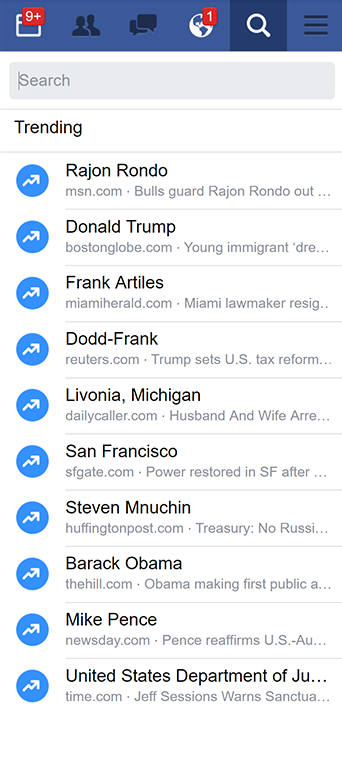 9+
1
Search
Trending
Rajon Rondo
msn.com · Bulls guard Rajon Rondo out …
Donald Trump
bostonglobe.com · Young immigrant ‘dre…
Frank Artiles
miamiherald.com · Miami lawmaker resig…
Dodd-Frank
reuters.com · Trump sets U.S. tax reform…
Livonia, Michigan
dailycaller.com · Husband And Wife Arre…
San Francisco
sfgate.com · Power restored in SF after …
Steven Mnuchin
huffingtonpost.com · Treasury: No Russi…
Barack Obama
thehill.com · Obama making first public a…
Mike Pence
newsday.com · Pence reaffirms U.S.-Au…
United States Department of Ju…
time.com · Jeff Sessions Warns Sanctua…